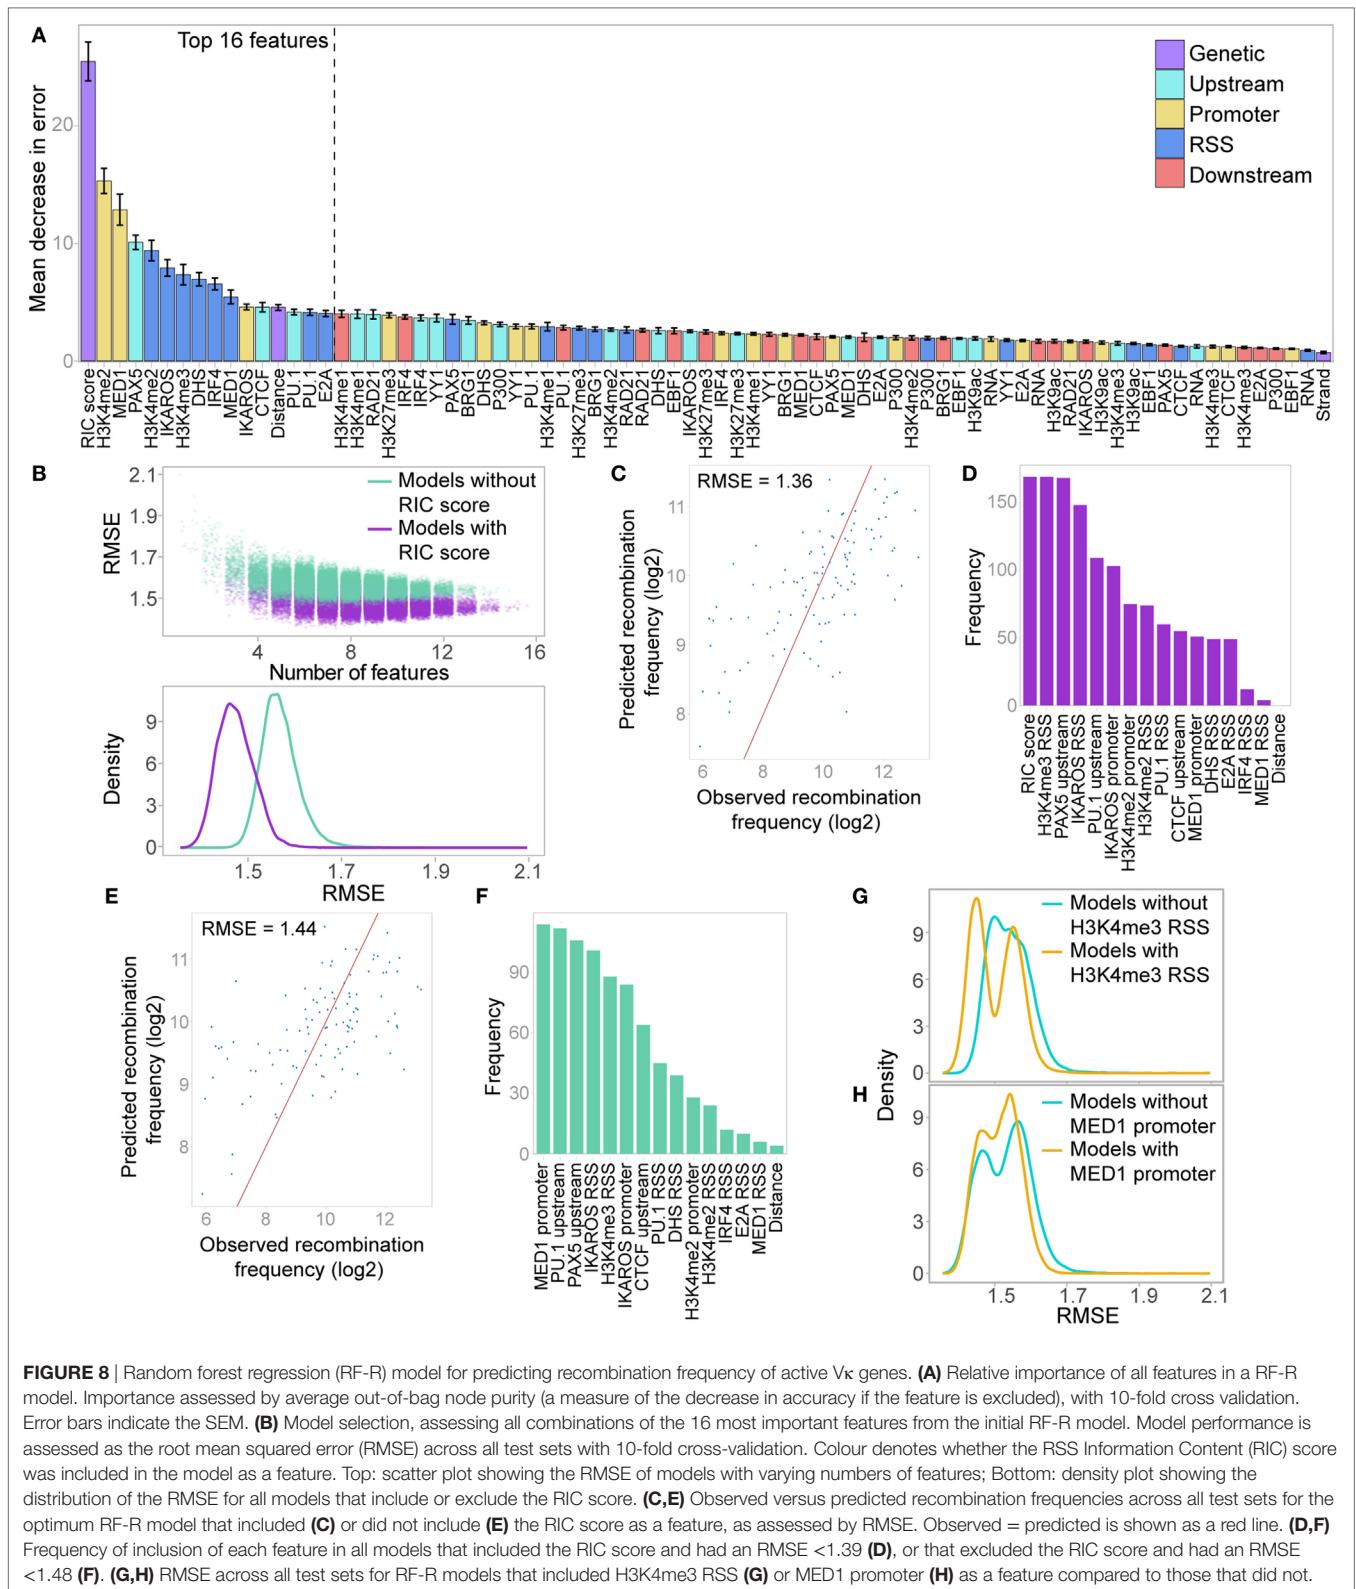 A
Top 16 features
Genetic
Upstream
Promoter
RSS
Downstream
Mean decrease in error
20
10
0
RIC score
H3K4me2
MED1
PAX5
H3K4me2
IKAROS
H3K4me3
DHS
IRF4
MED1
IKAROS
CTCF
Distance
PU.1
PU.1
E2A
H3K4me1
H3K4me1
RAD21
H3K27me3
IRF4
IRF4
YY1
PAX5
BRG1
DHS
P300
YY1
PU.1
H3K4me1
PU.1
H3K27me3
BRG1
H3K4me2
RAD21
RAD21
DHS
EBF1
IKAROS
H3K27me3
IRF4
H3K27me3
H3K4me1
YY1
BRG1
MED1
CTCF
PAX5
MED1
DHS
E2A
P300
H3K4me2
P300
BRG1
EBF1
H3K9ac
RNA
YY1
E2A
RNA
H3K9ac
RAD21
IKAROS
H3K9ac
H3K4me3
H3K9ac
EBF1
PAX5
CTCF
RNA
H3K4me3
CTCF
H3K4me3
E2A
P300
EBF1
RNA
Strand
B
2.1
1.9
1.7
1.5
RMSE
Models without
RIC score
Models with
RIC score
4
8
12
16
Number of features
9
6
3
0
Density
1.5
1.7
1.9
2.1
RMSE
C
RMSE = 1.36
11
10
9
8
Predicted recombination
frequency (log2)
6
8
10
12
Observed recombination
frequency (log2)
D
150
100
50
0
Frequency
RIC score
H3K4me3 RSS
PAX5 upstream
IKAROS RSS
PU.1 upstream
IKAROS promoter
H3K4me2 promoter
H3K4me2 RSS
PU.1 RSS
CTCF upstream
MED1 promoter
DHS RSS
E2A RSS
IRF4 RSS
MED1 RSS
Distance
E
RMSE = 1.44
11
10
9
8
Predicted recombination
frequency (log2)
6
8
10
12
Observed recombination
frequency (log2)
F
90
60
30
0
Frequency
MED1 promoter
PU.1 upstream
PAX5 upstream
IKAROS RSS
H3K4me3 RSS
IKAROS promoter
CTCF upstream
PU.1 RSS
DHS RSS
H3K4me2 promoter
H3K4me2 RSS
IRF4 RSS
E2A RSS
MED1 RSS
Distance
G
9
6
3
0
Models without
H3K4me3 RSS
Models with
H3K4me3 RSS
Density
H
9
6
3
0
Models without
MED1 promoter
Models with
MED1 promoter
1.5
1.7
1.9
2.1
RMSE
FIGURE 8 | Random forest regression (RF-R) model for predicting recombination frequency of active Vκ genes. (A) Relative importance of all features in a RF-R
model. Importance assessed by average out-of-bag node purity (a measure of the decrease in accuracy if the feature is excluded), with 10-fold cross validation.
Error bars indicate the SEM. (B) Model selection, assessing all combinations of the 16 most important features from the initial RF-R model. Model performance is
assessed as the root mean squared error (RMSE) across all test sets with 10-fold cross-validation. Colour denotes whether the RSS Information Content (RIC) score
was included in the model as a feature. Top: scatter plot showing the RMSE of models with varying numbers of features; Bottom: density plot showing the
distribution of the RMSE for all models that include or exclude the RIC score. (C,E) Observed versus predicted recombination frequencies across all test sets for the
optimum RF-R model that included (C) or did not include (E) the RIC score as a feature, as assessed by RMSE. Observed = predicted is shown as a red line. (D,F)
Frequency of inclusion of each feature in all models that included the RIC score and had an RMSE <1.39 (D), or that excluded the RIC score and had an RMSE
<1.48 (F). (G,H) RMSE across all test sets for RF-R models that included H3K4me3 RSS (G) or MED1 promoter (H) as a feature compared to those that did not.